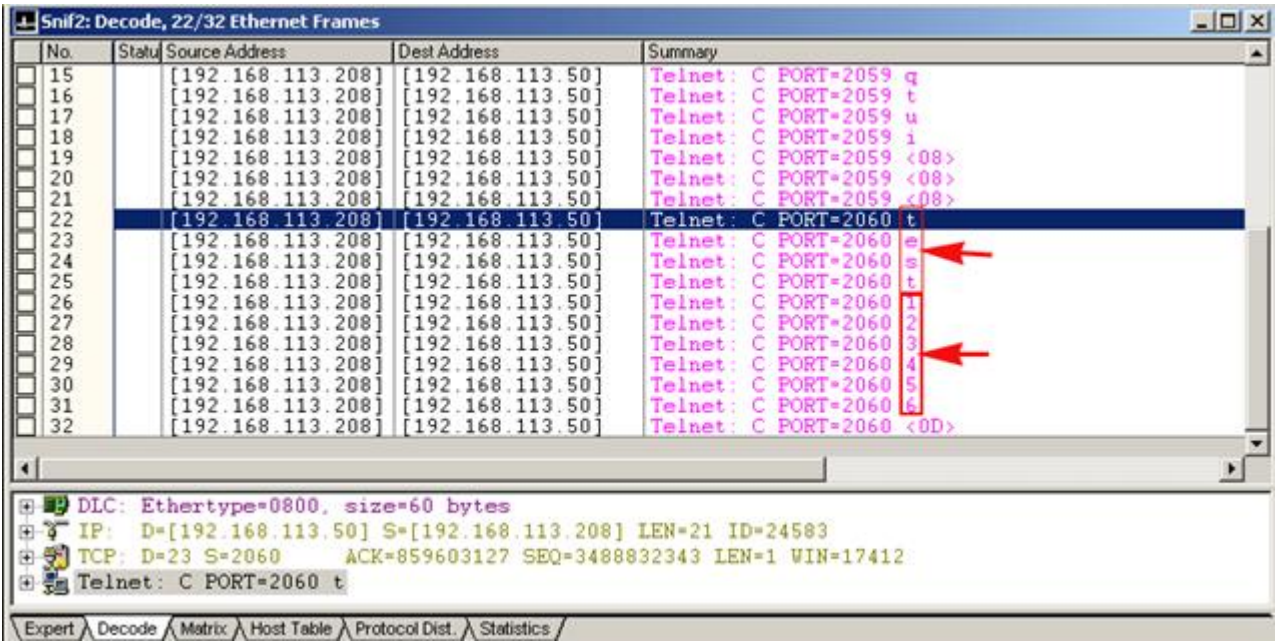 Snif2: Decode, 22/32 Ethernet Frames
No. Statu Source Address Dest Address Summary
15 [192.168.113.208] [192.168.113.50] Telnet: C PORT=2059 q
16 [192.168.113.208] [192.168.113.50] Telnet: C PORT=2059 t
17 [192.168.113.208] [192.168.113.50] Telnet: C PORT=2059 u
18 [192.168.113.208] [192.168.113.50] Telnet: C PORT=2059 i
19 [192.168.113.208] [192.168.113.50] Telnet: C PORT=2059 <08>
20 [192.168.113.208] [192.168.113.50] Telnet: C PORT=2059 <08>
21 [192.168.113.208] [192.168.113.50] Telnet: C PORT=2059 <08>
22 [192.168.113.208] [192.168.113.50] Telnet: C PORT=2060 t
23 [192.168.113.208] [192.168.113.50] Telnet: C PORT=2060 e
24 [192.168.113.208] [192.168.113.50] Telnet: C PORT=2060 s
25 [192.168.113.208] [192.168.113.50] Telnet: C PORT=2060 t
26 [192.168.113.208] [192.168.113.50] Telnet: C PORT=2060 1
27 [192.168.113.208] [192.168.113.50] Telnet: C PORT=2060 2
28 [192.168.113.208] [192.168.113.50] Telnet: C PORT=2060 3
29 [192.168.113.208] [192.168.113.50] Telnet: C PORT=2060 4
30 [192.168.113.208] [192.168.113.50] Telnet: C PORT=2060 5
31 [192.168.113.208] [192.168.113.50] Telnet: C PORT=2060 6
32 [192.168.113.208] [192.168.113.50] Telnet: C PORT=2060 <0D>
DLC: Ethertype=0800, size=60 bytes
IP: D=[192.168.113.50] S=[192.168.113.208] LEN=21 ID=24583
TCP: D=23 S=2060 ACK=859603127 SEQ=3488832343 LEN=1 WIN=17412
Telnet: C PORT=2060 t
Expert Decode Matrix Host Table Protocol Dist. Statistics